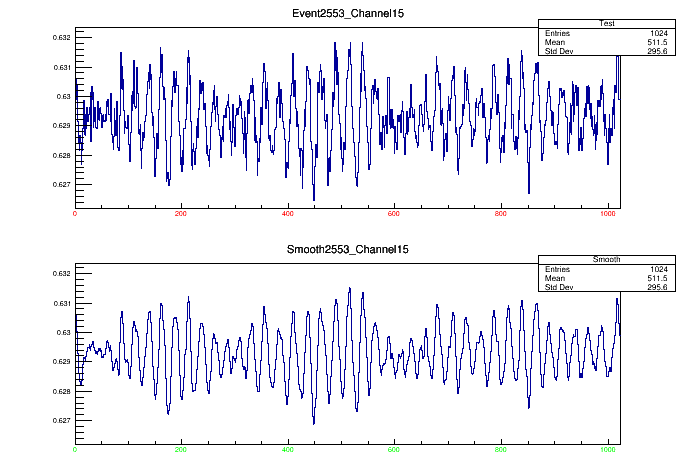 Event2553_Channel15
Test
Entries 1024
Mean 511.5
Std Dev 295.6
0.632
0.631
0.63
0.629
0.628
0.627
0 200 400 600 800 1000
Smooth2553_Channel15
Smooth
Entries 1024
Mean 511.5
Std Dev 295.6
0.632
0.631
0.63
0.629
0.628
0.627
0 200 400 600 800 1000